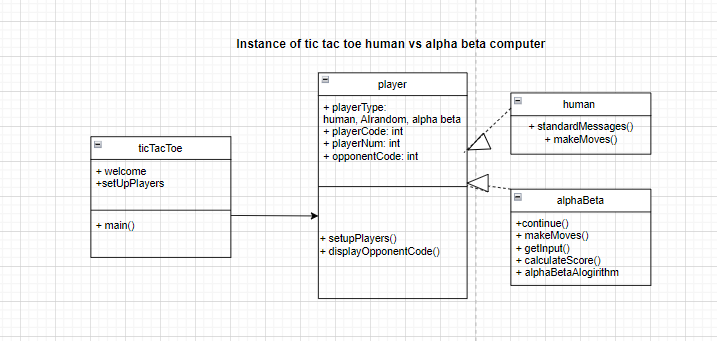 Instance of tic tac toe human vs alpha beta computer
ticTacToe
+ welcome
+setUpPlayers
+ main()
player
+ playerType:
human, AIrandom, alpha beta
+ playerCode: int
+ playerNum: int
+ opponentCode: int
+ setupPlayers()
+ displayOpponentCode()
human
+ standardMessages()
+ makeMoves()
alphaBeta
+continue()
+ makeMoves()
+ getInput()
+ calculateScore()
+ alphaBetaAlogirithm